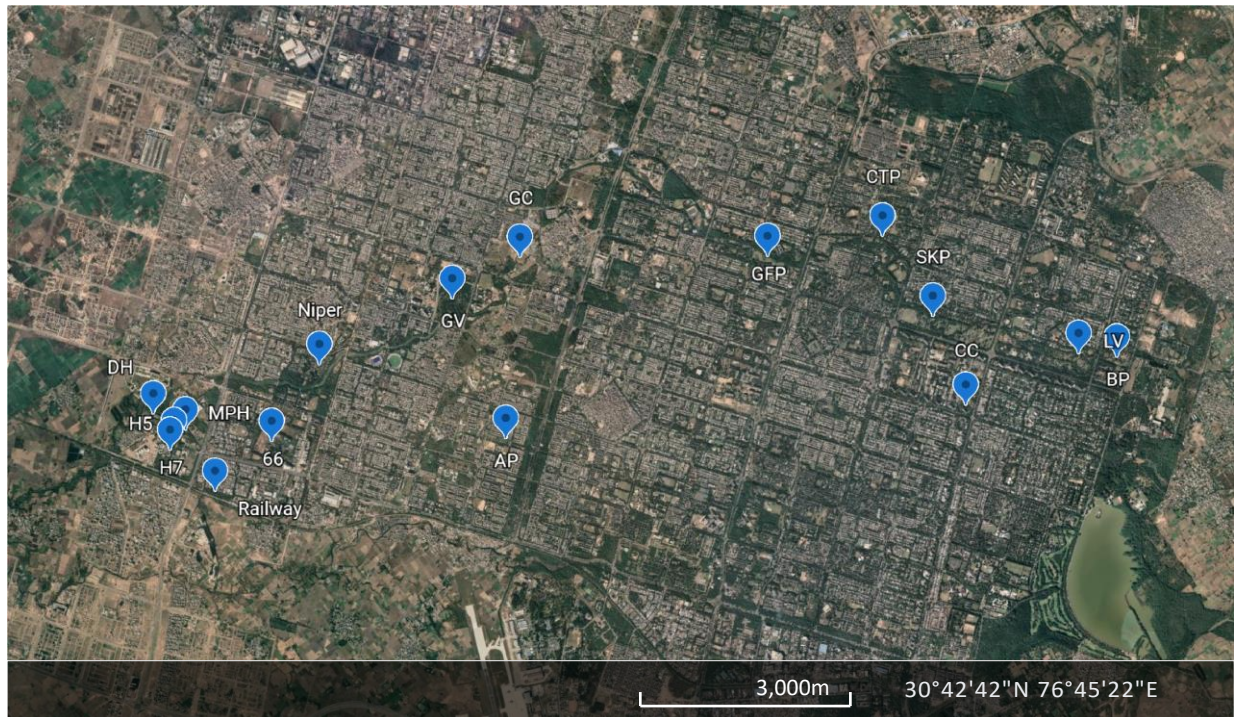 CTP
GC
GFP
SKP
GV
Niper
LV
CC
BP
DH
MPH
H5
66
AP
H7
Railway
3,000m 30°42'42"N 76°45'22"E